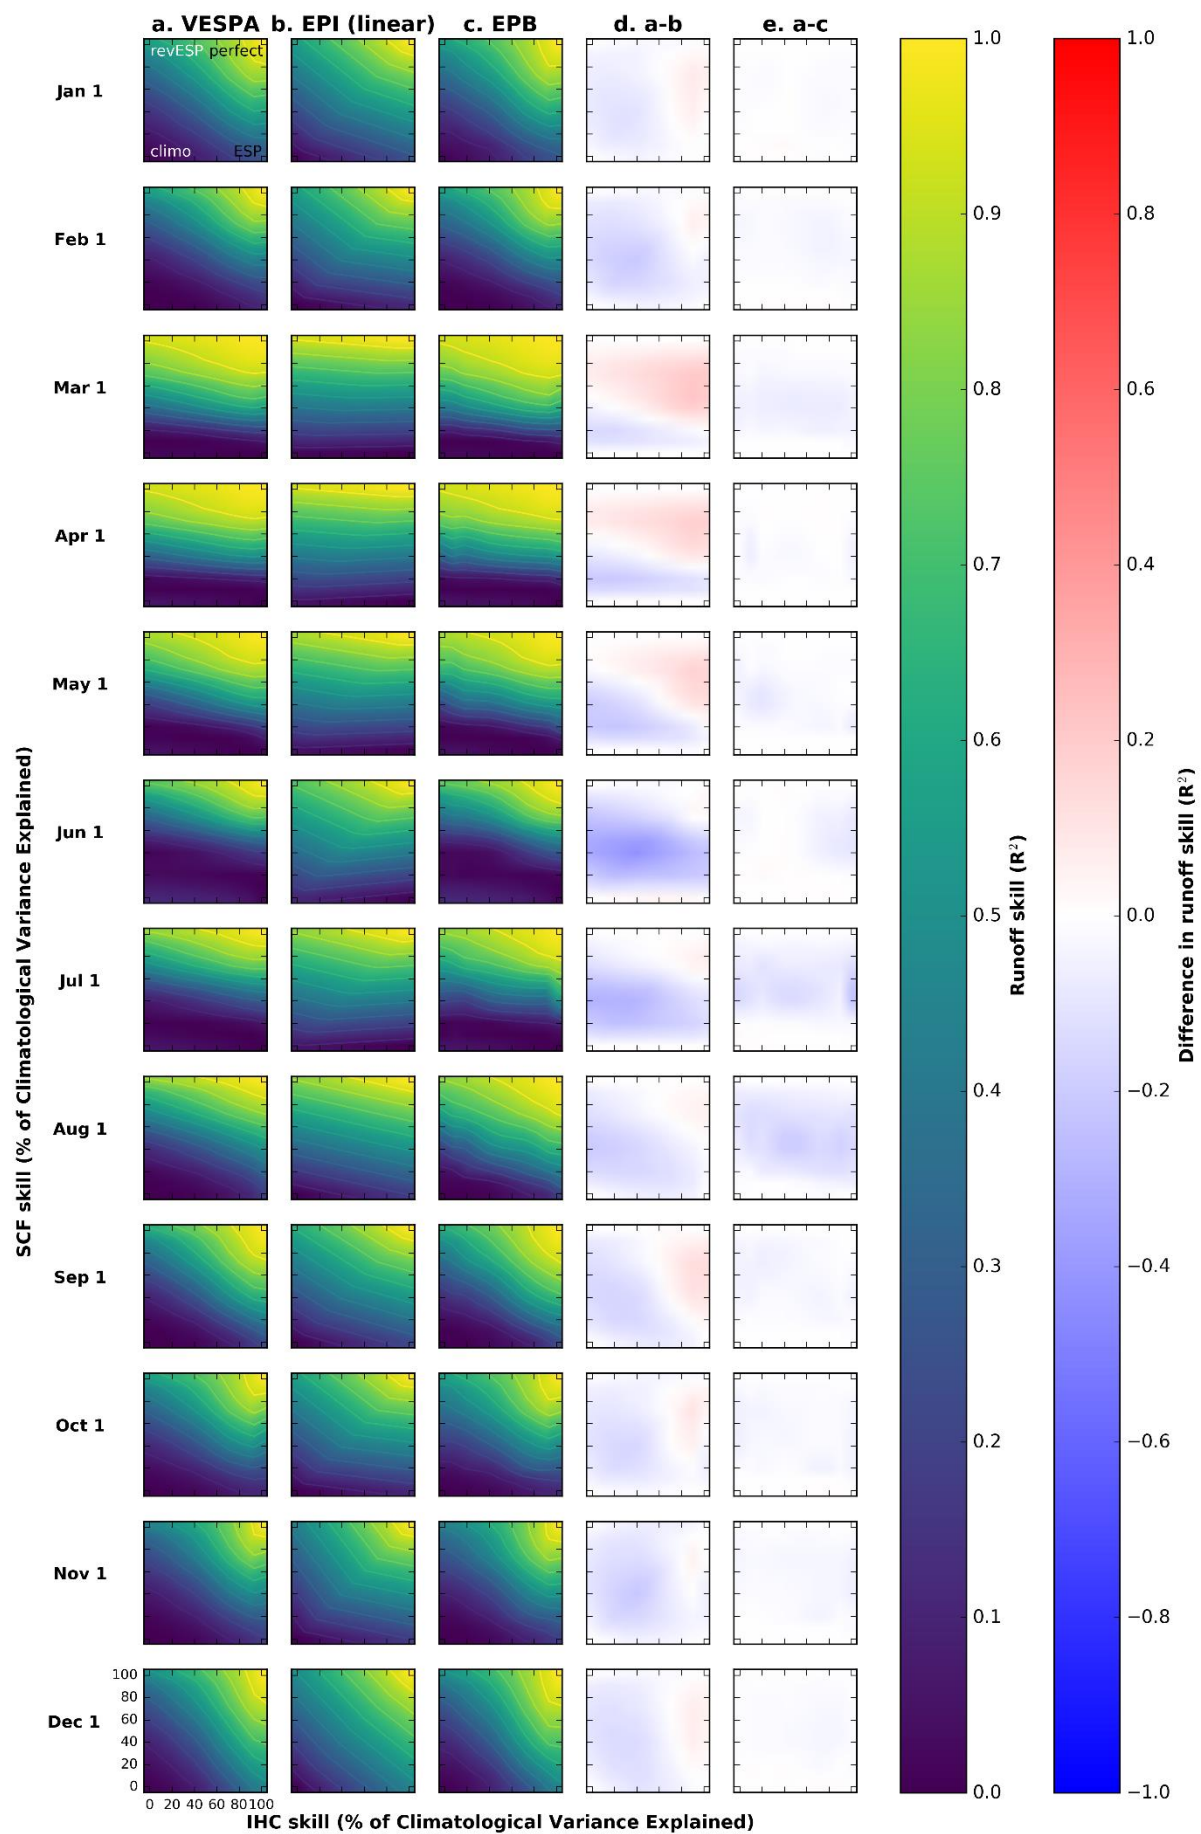 a. VESPA b. EPI (linear) c. EPB d. a-b e. a-c
revESP perfect
climo ESP
Jan 1
Feb 1
Mar 1
Apr 1
May 1
Jun 1
Jul 1
Aug 1
Sep 1
Oct 1
Nov 1
Dec 1
SCF skill (% of Climatological Variance Explained)
100
80
60
40
20
0
0 20 40 60 80 100
IHC skill (% of Climatological Variance Explained)
1.0
0.9
0.8
0.7
0.6
0.5
0.4
0.3
0.2
0.1
0.0
Runoff skill (R²)
1.0
0.8
0.6
0.4
0.2
0.0
−0.2
−0.4
−0.6
−0.8
−1.0
Difference in runoff skill (R²)